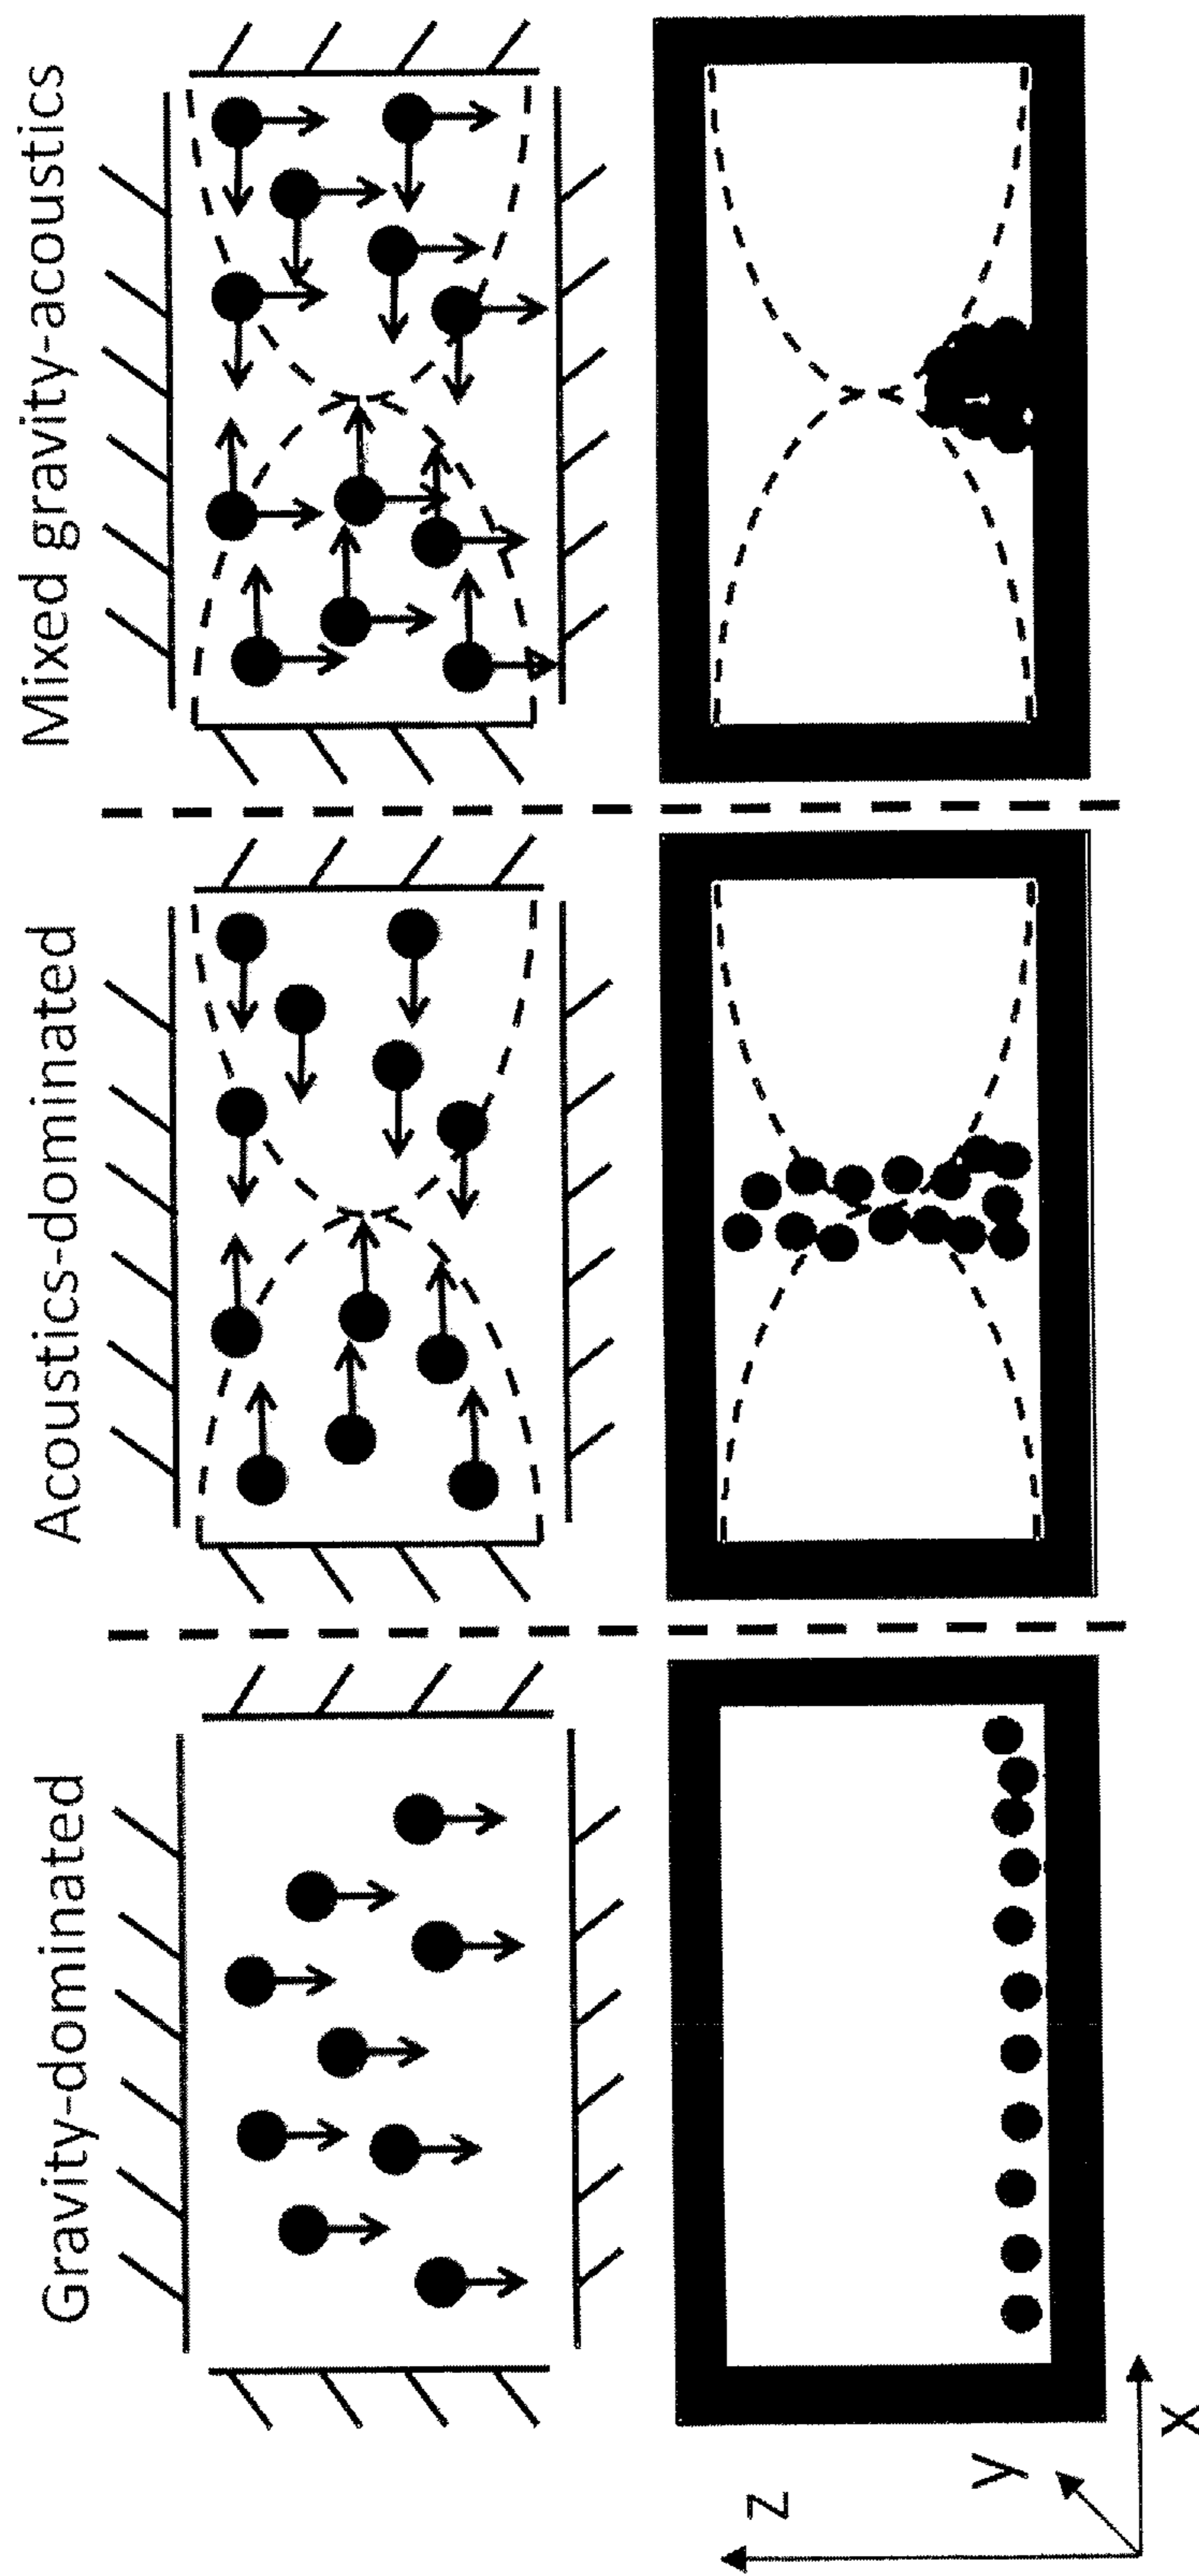 Gravity-dominated
Acoustics-dominated
Mixed gravity-acoustics
z
y
x